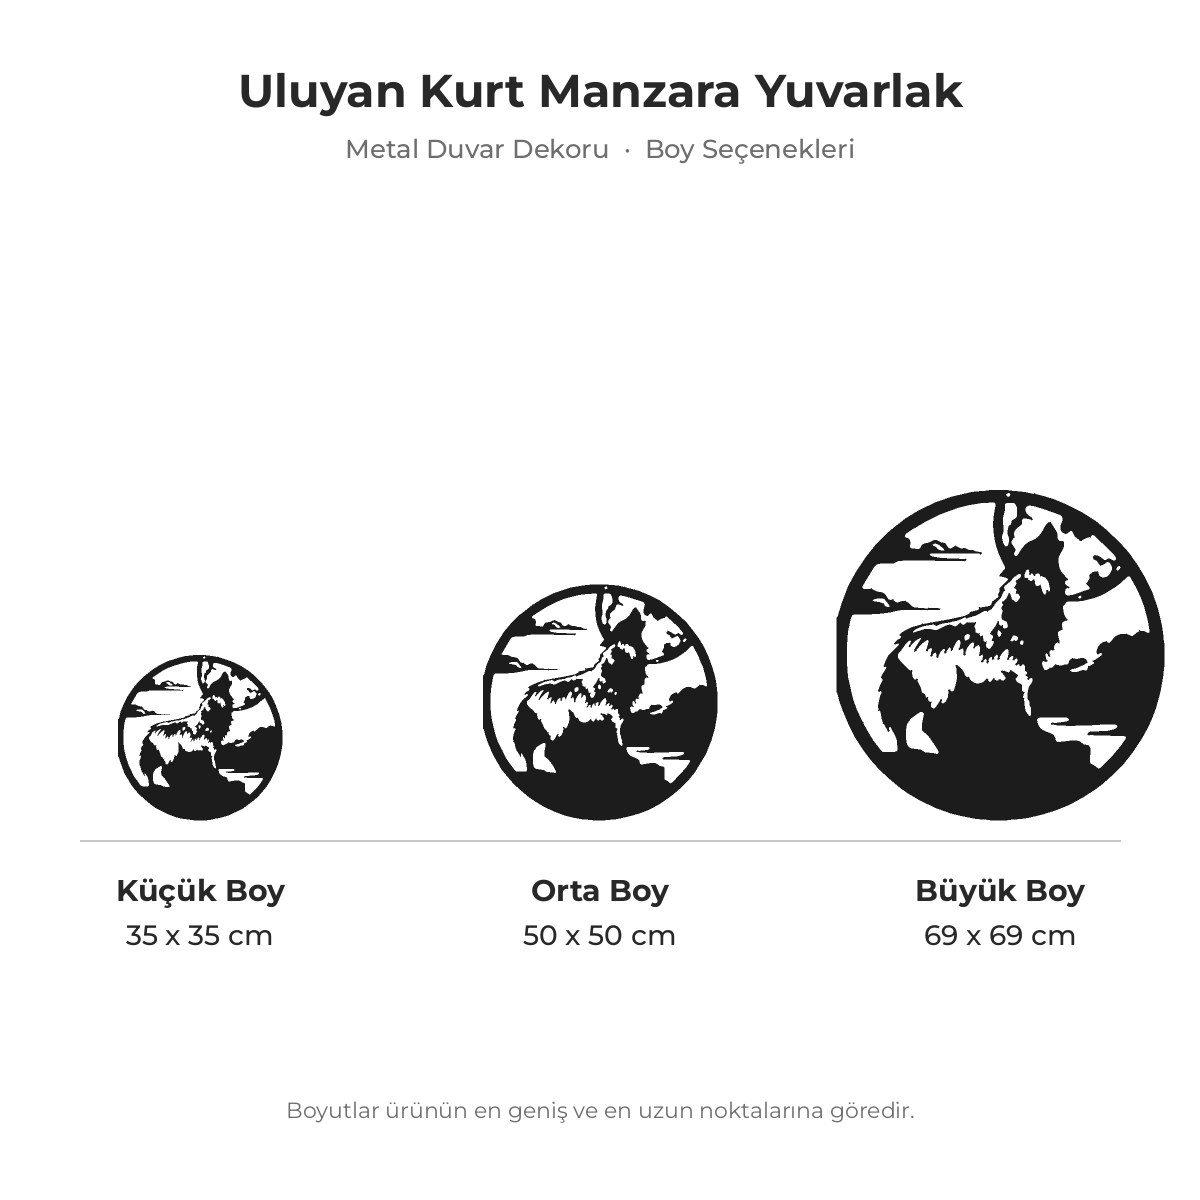 Uluyan Kurt Manzara Yuvarlak
Metal Duvar Dekoru · Boy Seçenekleri
Küçük Boy
35 x 35 cm
Orta Boy
50 x 50 cm
Büyük Boy
69 x 69 cm
Boyutlar ürünün en geniş ve en uzun noktalarına göredir.